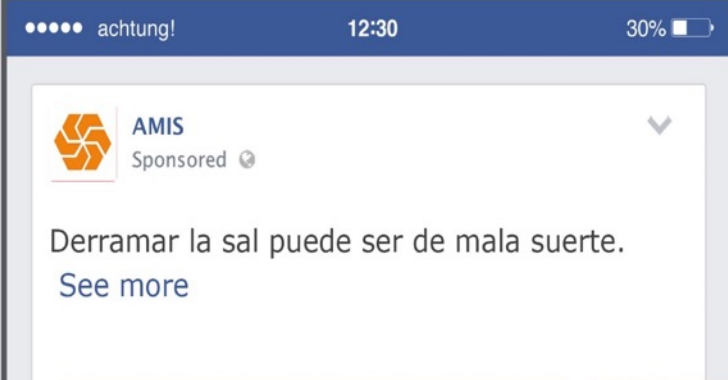 achtung! 12:30 30%
AMIS
Sponsored
Derramar la sal puede ser de mala suerte.
See more